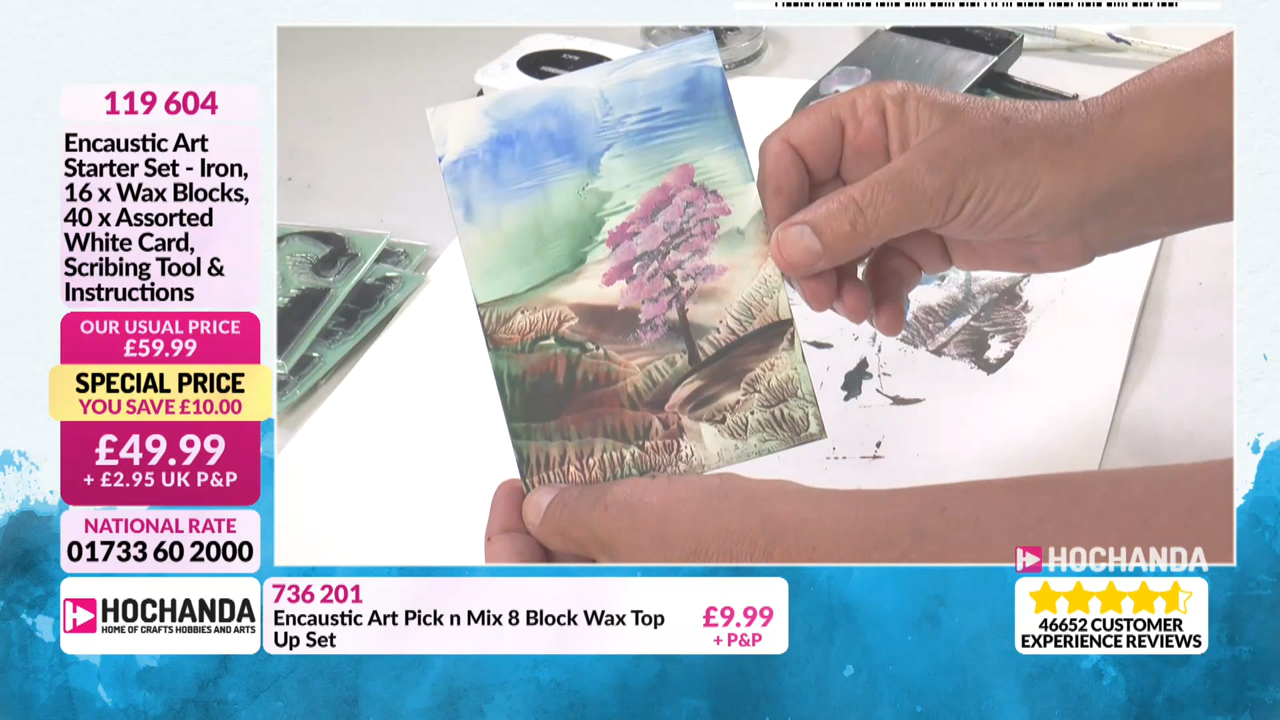 119 604
Encaustic Art
Starter Set - Iron,
16 x Wax Blocks,
40 x Assorted
White Card,
Scribing Tool &
Instructions
OUR USUAL PRICE
£59.99
SPECIAL PRICE
YOU SAVE £10.00
£49.99
+ £2.95 UK P&P
NATIONAL RATE
01733 60 2000
HOCHANDA
HOME OF CRAFTS HOBBIES AND ARTS
736 201
Encaustic Art Pick n Mix 8 Block Wax Top
Up Set
£9.99
+ P&P
HOCHANDA
46652 CUSTOMER
EXPERIENCE REVIEWS